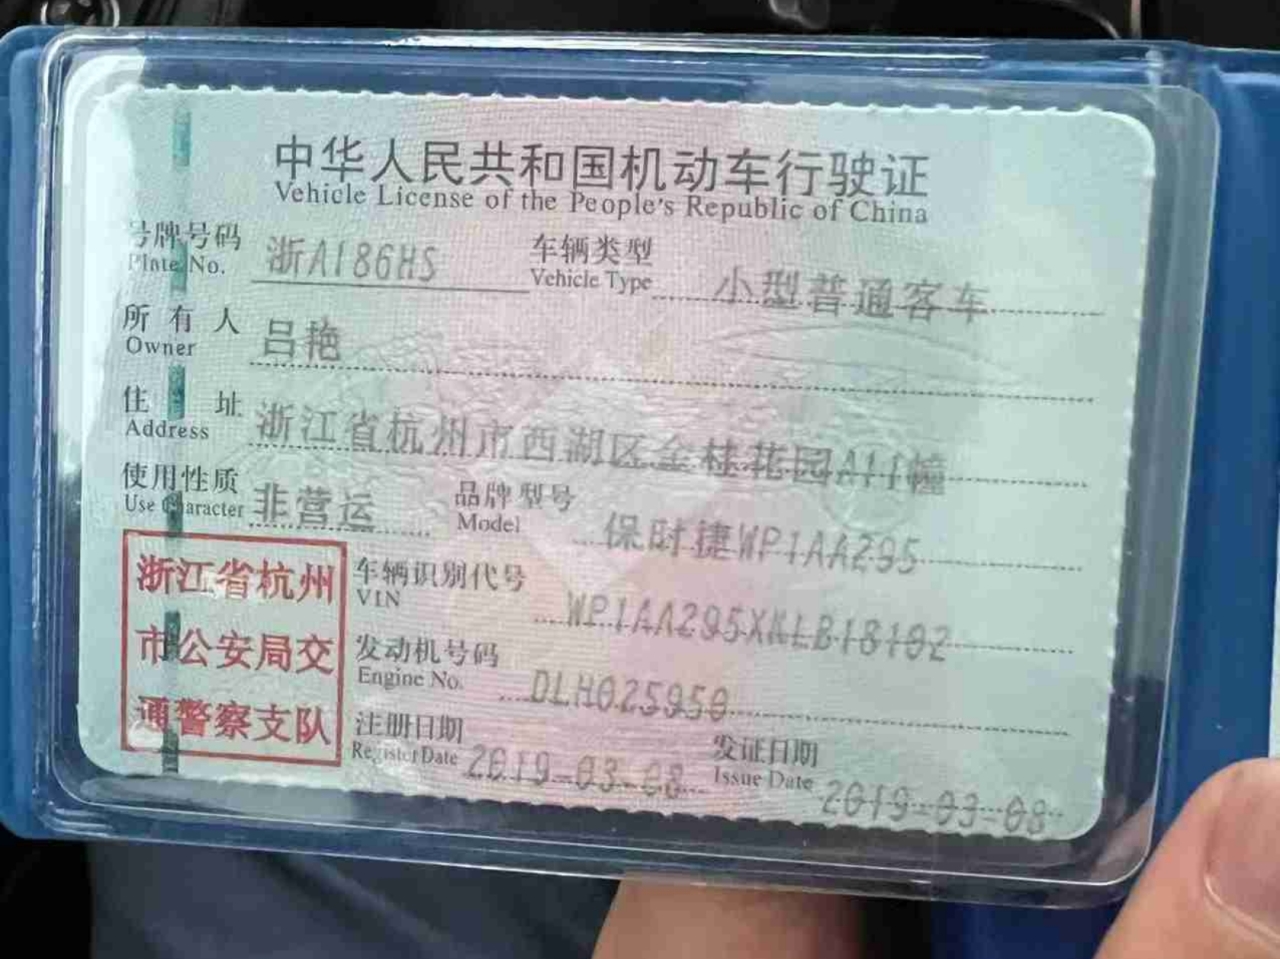 中华人民共和国机动车行驶证
Vehicle License of the People's Republic of China
号牌号码 浙A186HS 车辆类型 小型普通客车
Plate No. Vehicle Type
所有人 吕艳
Owner
住址 浙江省杭州市西湖区金桂花园A11幢
Address
使用性质 非营运 品牌型号 保时捷WP1AA295
Use Character Model
浙江省杭州
市公安局交
通警察支队
车辆识别代号 WP1AA295XKLB18102
VIN
发动机号码 DLH025950
Engine No.
注册日期 2019-03-08 发证日期 2019-03-08
Register Date Issue Date